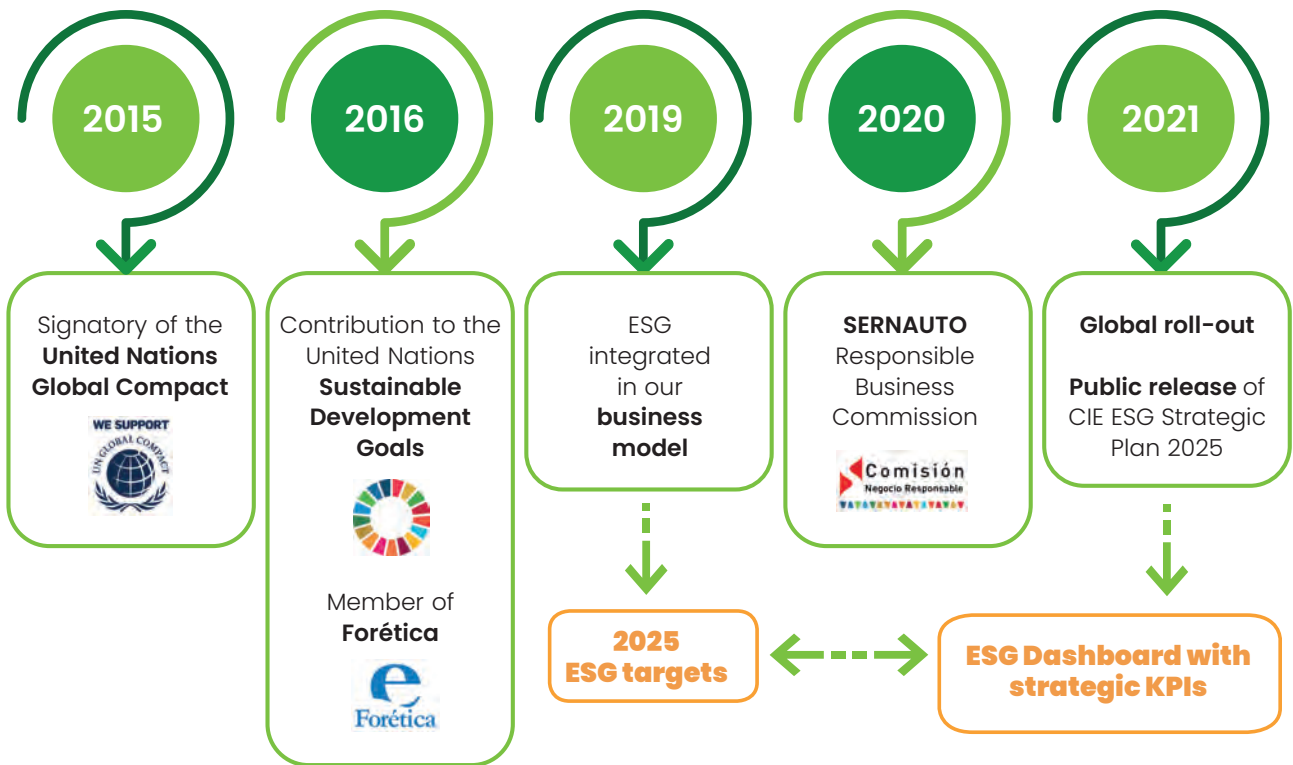 2015
2016
2019
2020
2021
Signatory of the
United Nations
Global Compact
WE SUPPORT
UN GLOBAL COMPACT
Contribution to the
United Nations
Sustainable
Development
Goals
Member of
Forética
e
Forética
ESG
integrated
in our
business
model
SERNAUTO
Responsible
Business
Commission
Comisión
Negocio Responsable
Global roll-out
Public release of
CIE ESG Strategic
Plan 2025
2025
ESG targets
ESG Dashboard with
strategic KPIs